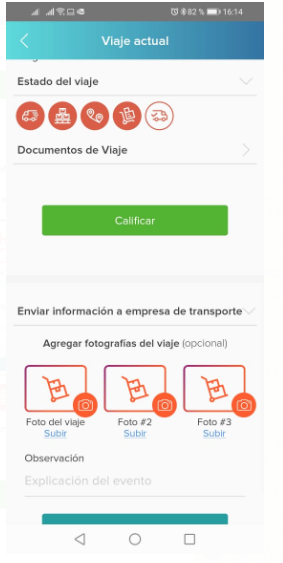 82 % 16:14
Viaje actual
Estado del viaje
Documentos de Viaje
Calificar
Enviar información a empresa de transporte
Agregar fotografías del viaje (opcional)
Foto del viaje Foto #2 Foto #3
Subir Subir Subir
Observación
Explicación del evento